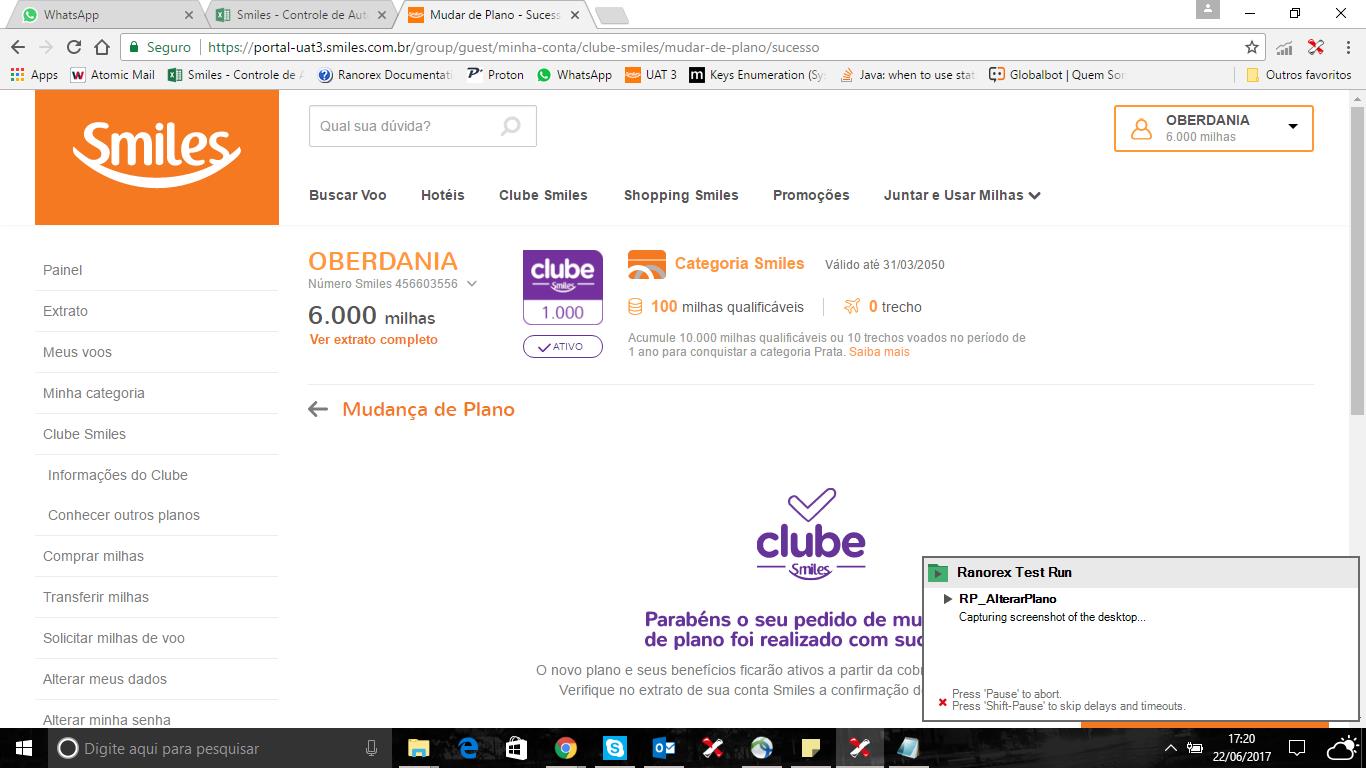 WhatsApp
Smiles - Controle de Aut
Mudar de Plano - Sucess
Seguro
https://portal-uat3.smiles.com.br/group/guest/minha-conta/clube-smiles/mudar-de-plano/sucesso
Apps
Atomic Mail
Smiles - Controle de A
Ranorex Documentati
Proton
WhatsApp
UAT 3
Keys Enumeration (Sy
Java: when to use stat
Globalbot | Quem So
Outros favoritos
Smiles
Qual sua dúvida?
OBERDANIA
6.000 milhas
Buscar Voo
Hotéis
Clube Smiles
Shopping Smiles
Promoções
Juntar e Usar Milhas
Painel
Extrato
Meus voos
Minha categoria
Clube Smiles
Informações do Clube
Conhecer outros planos
Comprar milhas
Transferir milhas
Solicitar milhas de voo
Alterar meus dados
Alterar minha senha
OBERDANIA
Número Smiles 456603556
6.000 milhas
Ver extrato completo
clube
Smiles
1.000
ATIVO
Categoria Smiles
Válido até 31/03/2050
100 milhas qualificáveis
0 trecho
Acumule 10.000 milhas qualificáveis ou 10 trechos voados no período de
1 ano para conquistar a categoria Prata. Saiba mais
Mudança de Plano
clube
Smiles
Parabéns o seu pedido de mu
de plano foi realizado com suc
O novo plano e seus benefícios ficarão ativos a partir da cobr
Verifique no extrato de sua conta Smiles a confirmação d
Ranorex Test Run
RP_AlterarPlano
Capturing screenshot of the desktop...
Press 'Pause' to abort.
Press 'Shift-Pause' to skip delays and timeouts.
Digite aqui para pesquisar
17:20
22/06/2017